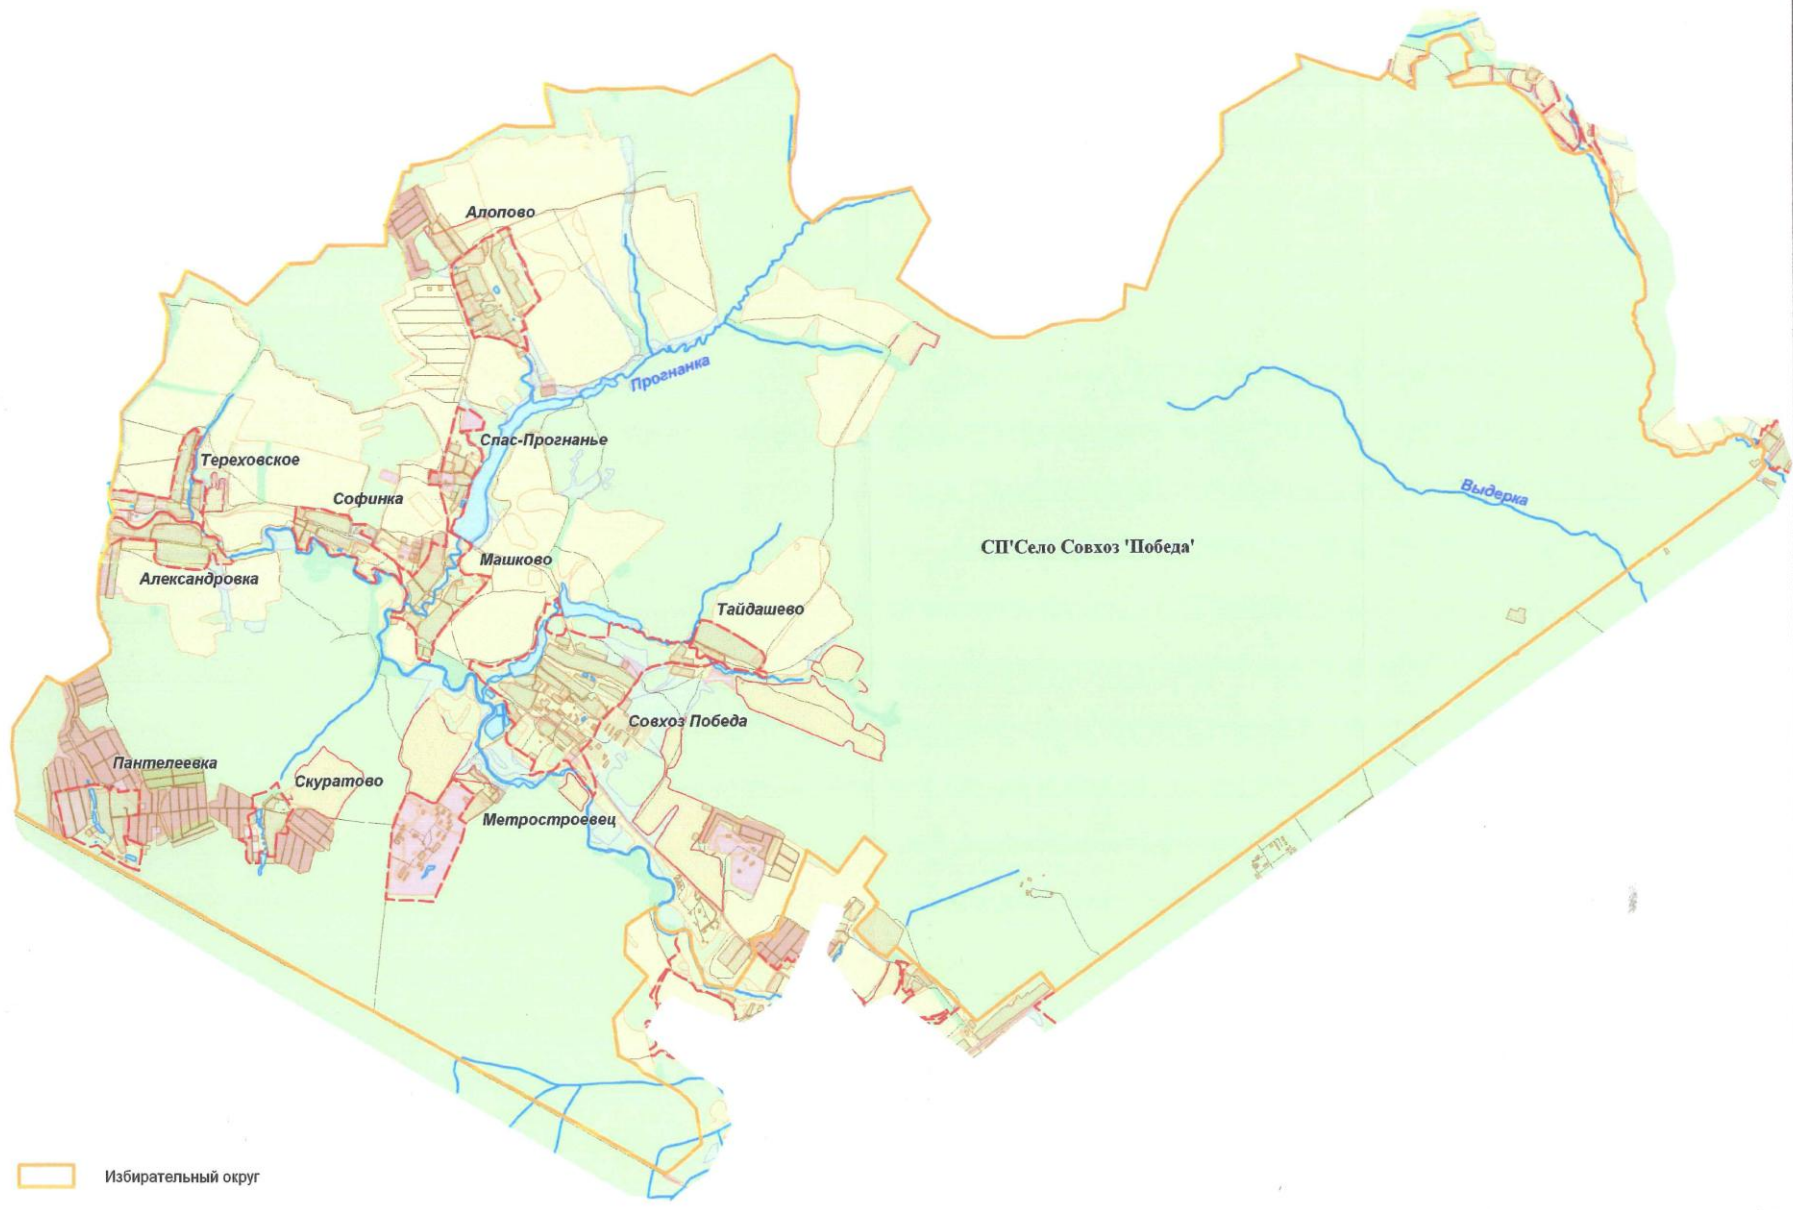 Алопово
Прогнанка
Спас-Прогнанье
Тереховское
Софинка
Выдерка
СП'Село Совхоз 'Победа'
Машково
Александровка
Тайдашево
Совхоз Победа
Пантелеевка
Скуратово
Метростроевец
Избирательный округ